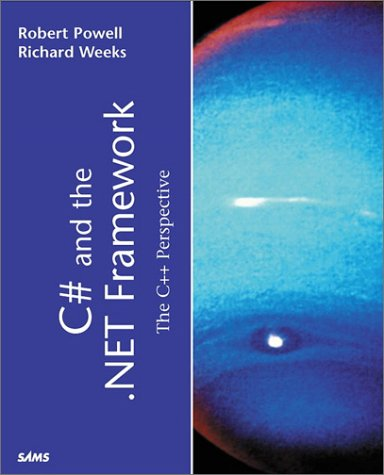 Robert Powell
Richard Weeks
C# and the
.NET Framework
The C++ Perspective
SAMS